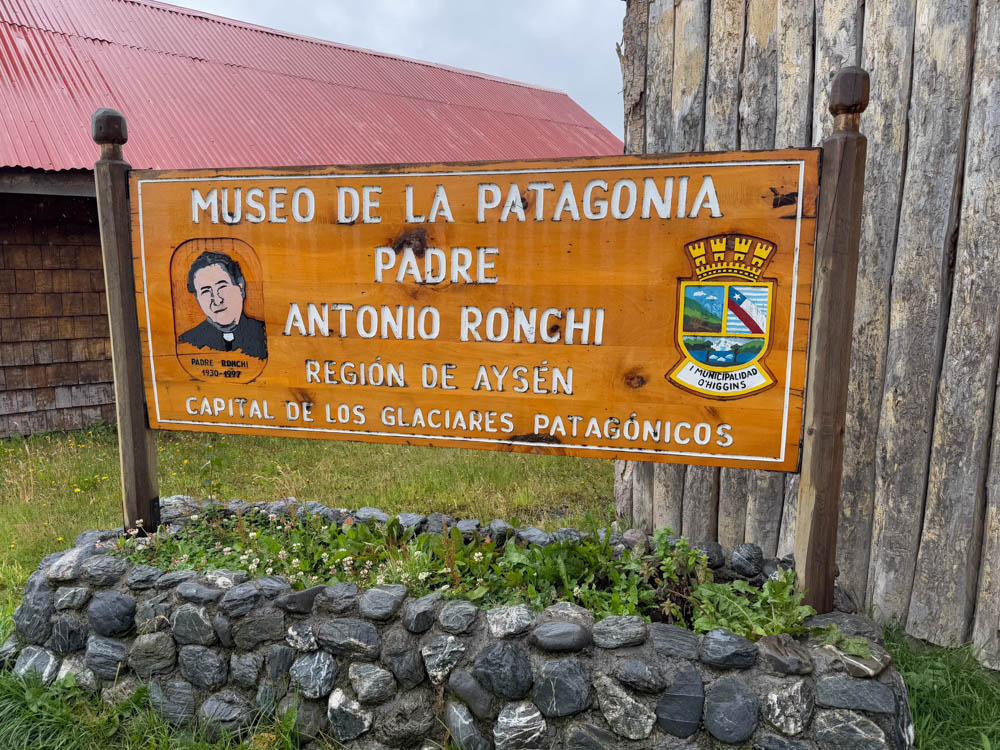 MUSEO DE LA PATAGONIA
PADRE
ANTONIO RONCHI
REGIÓN DE AYSÉN
CAPITAL DE LOS GLACIARES PATAGÓNICOS
PADRE RONCHI
1930-1997
I MUNICIPALIDAD
O'HIGGINS